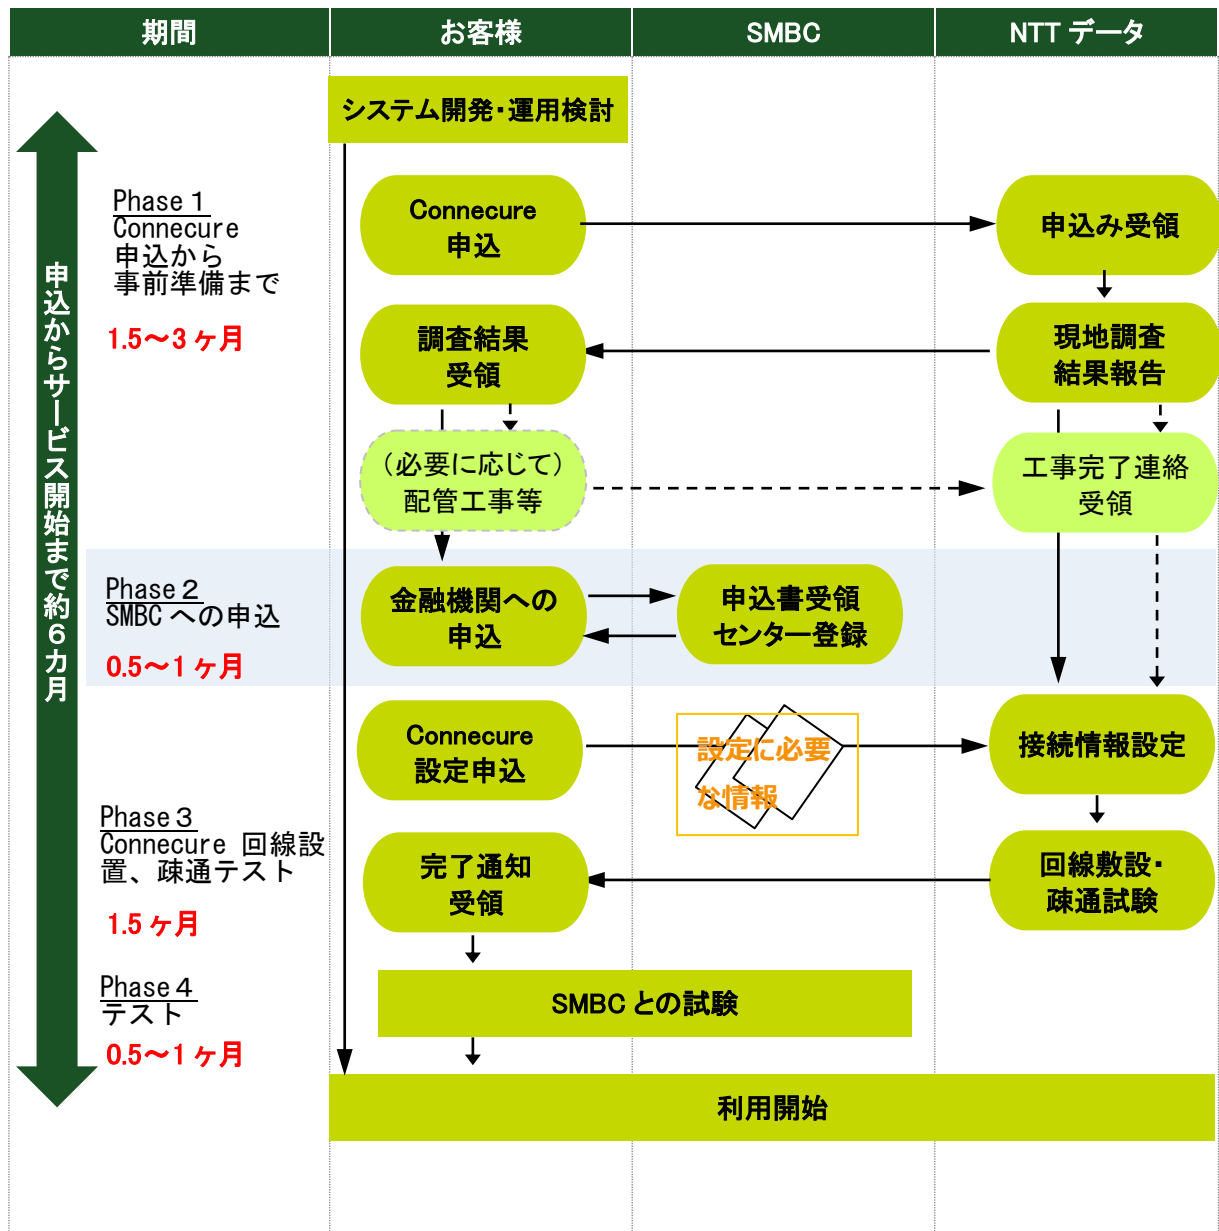 期間
お客様
SMBC
NTT データ
申込からサービス開始まで約６カ月
システム開発・運用検討
Phase１
Connecure
申込から
事前準備まで
1.5～3 ヶ月
Connecure
申込
申込み受領
調査結果
受領
現地調査
結果報告
（必要に応じて）
配管工事等
工事完了連絡
受領
Phase２
SMBC への申込
0.5～1 ヶ月
金融機関への
申込
申込書受領
センター登録
Connecure
設定申込
設定に必要
な情報
接続情報設定
Phase３
Connecure 回線設
置、疎通テスト
1.5 ヶ月
完了通知
受領
回線敷設・
疎通試験
Phase４
テスト
0.5～1 ヶ月
SMBC との試験
利用開始